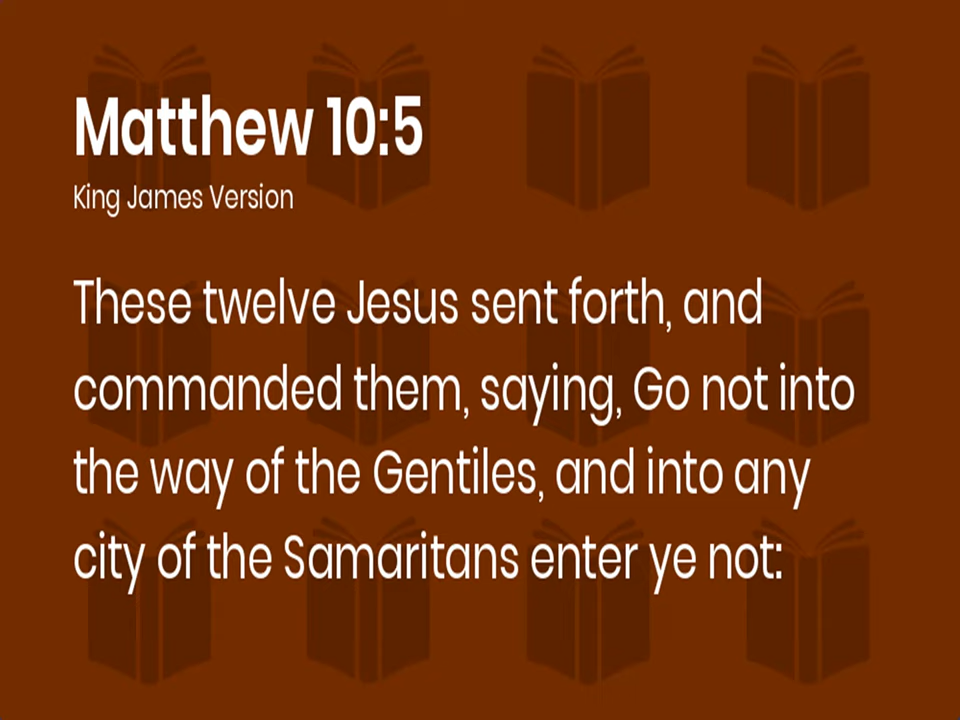 Matthew 10:5
King James Version
These twelve Jesus sent forth, and
commanded them, saying, Go not into
the way of the Gentiles, and into any
city of the Samaritans enter ye not: